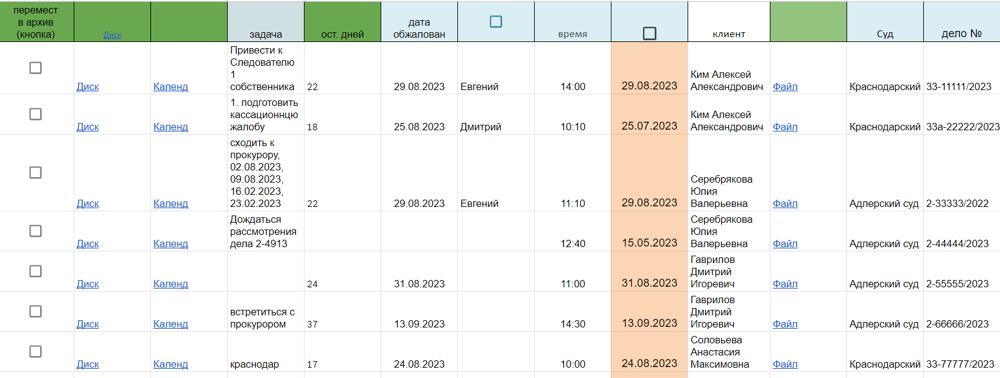 перемест
в архив
(кнопка)
Диск
задача
ост. дней
дата
обжалован
время
клиент
Суд
дело №
Диск
Календ
Привести к
Следователю
1
собственника
22
29.08.2023
Евгений
14:00
29.08.2023
Ким Алексей
Александрович
Файл
Краснодарский
33-11111/2023
Диск
Календ
1. подготовить
кассационнцю
жалобу
18
25.08.2023
Дмитрий
10:10
25.07.2023
Ким Алексей
Александрович
Файл
Краснодарский
33а-22222/2023
Диск
Календ
сходить к
прокурору,
02.08.2023,
09.08.2023,
16.02.2023,
23.02.2023
22
29.08.2023
Евгений
11:10
29.08.2023
Серебрякова
Юлия
Валерьевна
Файл
Адлерский суд
2-33333/2022
Диск
Календ
Дождаться
рассмотрения
дела 2-4913
12:40
15.05.2023
Серебрякова
Юлия
Валерьевна
Файл
Адлерский суд
2-44444/2023
Диск
Календ
24
31.08.2023
11:00
31.08.2023
Гаврилов
Дмитрий
Игоревич
Файл
Адлерский суд
2-55555/2023
Диск
Календ
встретиться с
прокурором
37
13.09.2023
14:30
13.09.2023
Гаврилов
Дмитрий
Игоревич
Файл
Адлерский суд
2-66666/2023
Диск
Календ
краснодар
17
24.08.2023
10:00
24.08.2023
Соловьева
Анастасия
Максимовна
Файл
Краснодарский
33-77777/2023